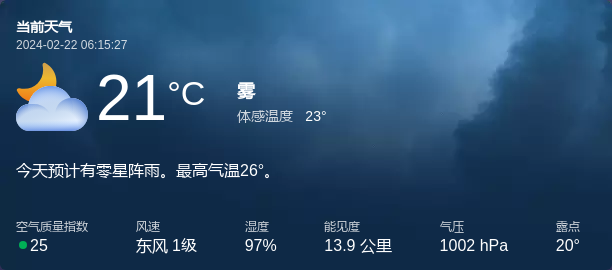 当前天气
2024-02-22 06:15:27
21°C
雾
体感温度 23°
今天预计有零星阵雨。最高气温26°。
空气质量指数 风速 湿度 能见度 气压 露点
25 东风 1级 97% 13.9 公里 1002 hPa 20°